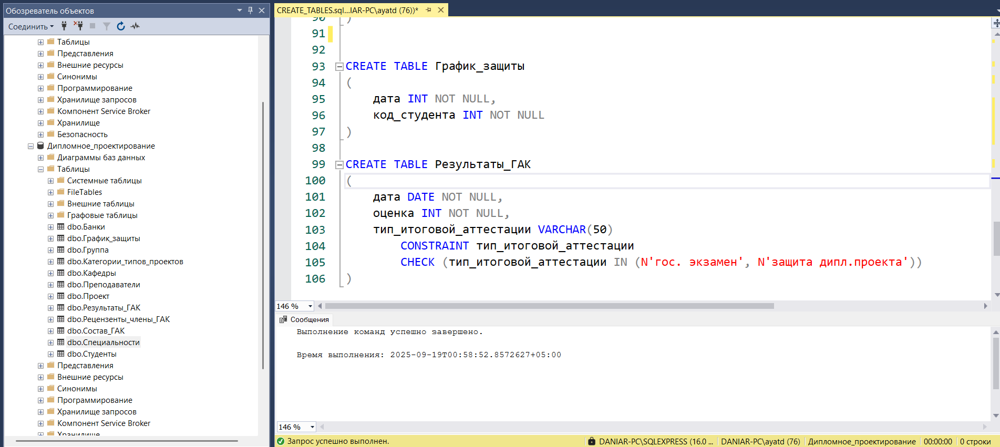 Обозреватель объектов
Соединить
Таблицы
Представления
Внешние ресурсы
Синонимы
Программирование
Хранилище запросов
Компонент Service Broker
Хранилище
Безопасность
Дипломное_проектирование
Диаграммы баз данных
Таблицы
Системные таблицы
FileTables
Внешние таблицы
Графовые таблицы
dbo.Банки
dbo.График_защиты
dbo.Группа
dbo.Категории_типов_проектов
dbo.Кафедры
dbo.Преподаватели
dbo.Проект
dbo.Результаты_ГАК
dbo.Рецензенты_члены_ГАК
dbo.Состав_ГАК
dbo.Специальности
dbo.Студенты
Представления
Внешние ресурсы
Синонимы
Программирование
Хранилище запросов
Компонент Service Broker
Хранилище
CREATE_TABLES.sql...IAR-PC\ayatd (76))*
90 )
91
92
93 CREATE TABLE График_защиты
94 (
95 дата INT NOT NULL,
96 код_студента INT NOT NULL
97 )
98
99 CREATE TABLE Результаты_ГАК
100 (
101 дата DATE NOT NULL,
102 оценка INT NOT NULL,
103 тип_итоговой_аттестации VARCHAR(50)
104 CONSTRAINT тип_итоговой_аттестации
105 CHECK (тип_итоговой_аттестации IN (N'гос. экзамен', N'защита дипл.проекта'))
106 )
146 %
Сообщения
Выполнение команд успешно завершено.
Время выполнения: 2025-09-19T00:58:52.8572627+05:00
146 %
Запрос успешно выполнен.
DANIAR-PC\SQLEXPRESS (16.0 ...
DANIAR-PC\ayatd (76)
Дипломное_проектирование
00:00:00
0 строки